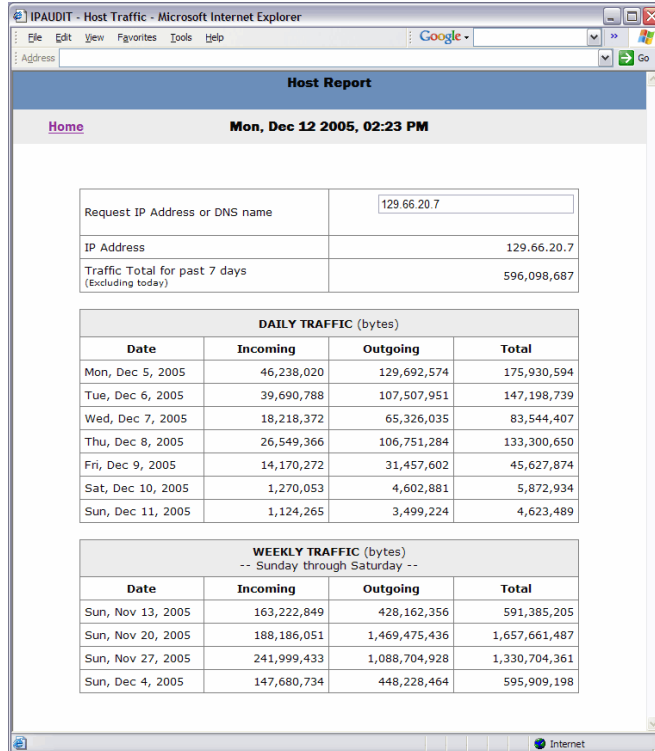 IPAUDIT - Host Traffic - Microsoft Internet Explorer
File Edit View Favorites Tools Help Google - »
Address Go
Host Report
Home Mon, Dec 12 2005, 02:23 PM
Request IP Address or DNS name 129.66.20.7
IP Address 129.66.20.7
Traffic Total for past 7 days 596,098,687
(Excluding today)
DAILY TRAFFIC (bytes)
Date Incoming Outgoing Total
Mon, Dec 5, 2005 46,238,020 129,692,574 175,930,594
Tue, Dec 6, 2005 39,690,788 107,507,951 147,198,739
Wed, Dec 7, 2005 18,218,372 65,326,035 83,544,407
Thu, Dec 8, 2005 26,549,366 106,751,284 133,300,650
Fri, Dec 9, 2005 14,170,272 31,457,602 45,627,874
Sat, Dec 10, 2005 1,270,053 4,602,881 5,872,934
Sun, Dec 11, 2005 1,124,265 3,499,224 4,623,489
WEEKLY TRAFFIC (bytes)
-- Sunday through Saturday --
Date Incoming Outgoing Total
Sun, Nov 13, 2005 163,222,849 428,162,356 591,385,205
Sun, Nov 20, 2005 188,186,051 1,469,475,436 1,657,661,487
Sun, Nov 27, 2005 241,999,433 1,088,704,928 1,330,704,361
Sun, Dec 4, 2005 147,680,734 448,228,464 595,909,198
Internet